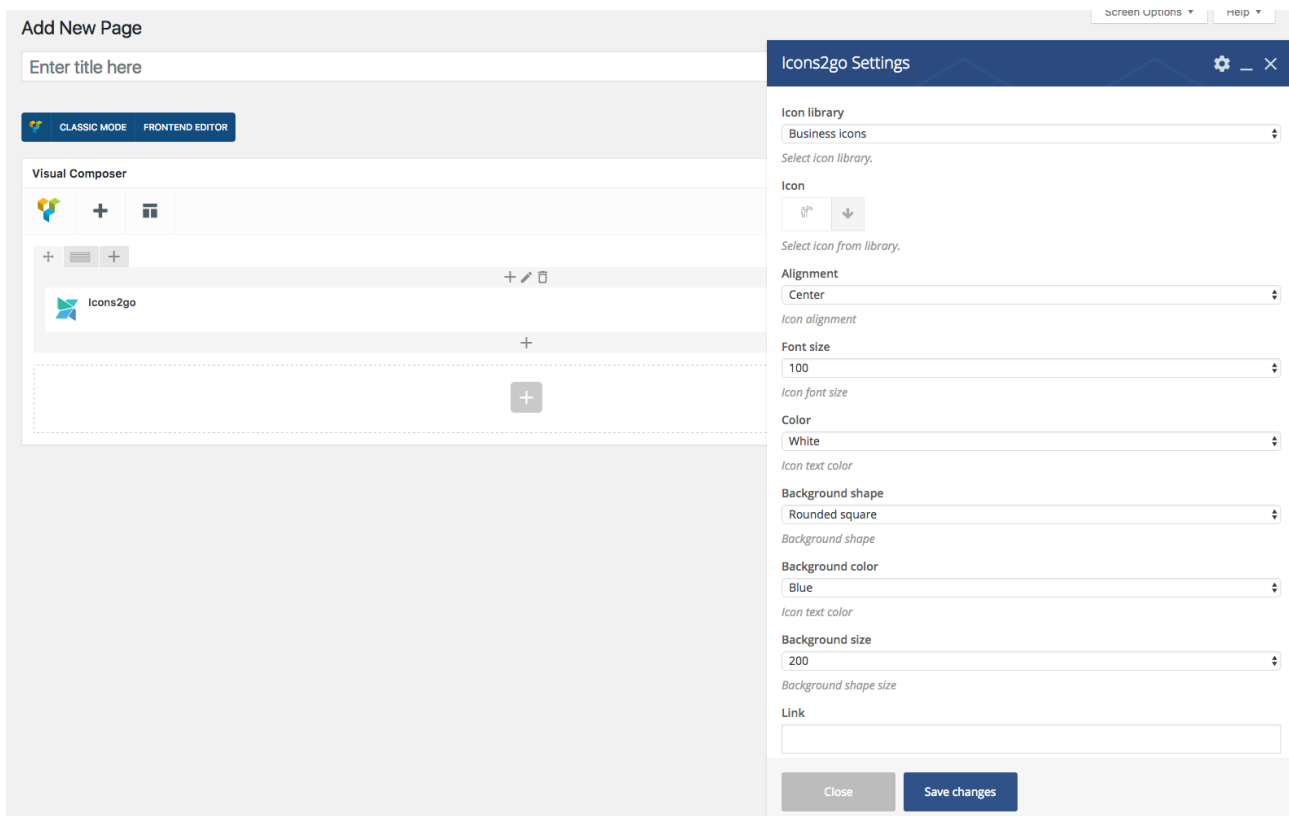 Screen Options
Help
Add New Page
Enter title here
CLASSIC MODE
FRONTEND EDITOR
Visual Composer
Icons2go
Icons2go Settings
Icon library
Business icons
Select icon library.
Icon
Select icon from library.
Alignment
Center
Icon alignment
Font size
100
Icon font size
Color
White
Icon text color
Background shape
Rounded square
Background shape
Background color
Blue
Icon text color
Background size
200
Background shape size
Link
Close
Save changes